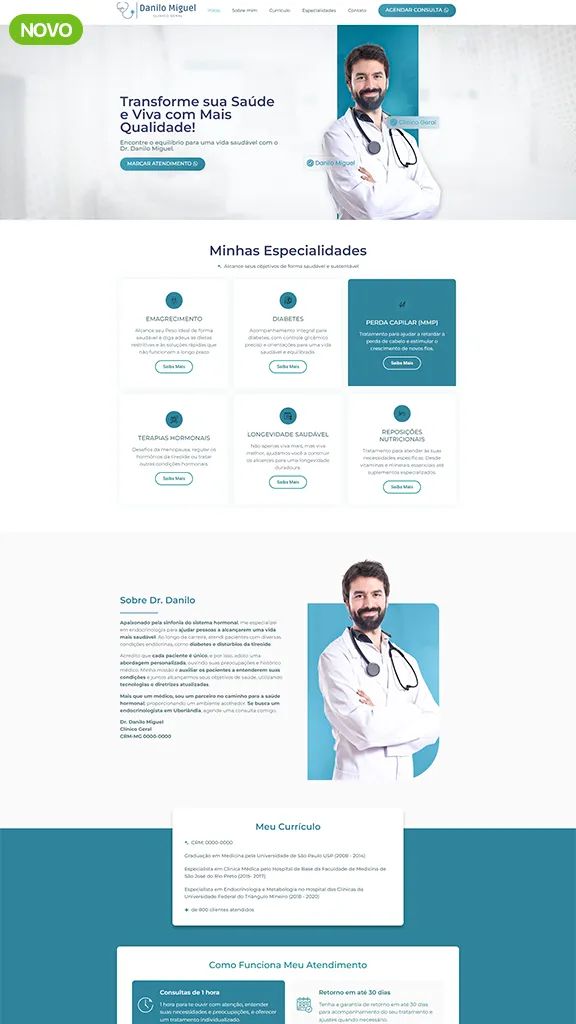 NOVO
Danilo Miguel
CLÍNICO GERAL
Início
Sobre mim
Currículo
Especialidades
Contato
AGENDAR CONSULTA
Transforme sua Saúde
e Viva com Mais
Qualidade!
Encontre o equilíbrio para uma vida saudável com o
Dr. Danilo Miguel.
MARCAR ATENDIMENTO
Clínico Geral
Danilo Miguel
Minhas Especialidades
Alcance seus objetivos de forma saudável e sustentável
EMAGRECIMENTO
Alcance seu Peso Ideal de forma
saudável e diga adeus as dietas
restritivas e às soluções rápidas que
não funcionam a longo prazo
Saiba Mais
DIABETES
Acompanhamento integral para
diabetes, com controle glicêmico
preciso e orientações para uma vida
saudável e equilibrada.
Saiba Mais
PERDA CAPILAR (MMP)
Tratamento para ajudar a retardar a
perda de cabelo e estimular o
crescimento de novos fios.
Saiba Mais
TERAPIAS HORMONAIS
Desafios da menopausa, regular os
hormônios da tireoide ou tratar
outras condições hormonais.
Saiba Mais
LONGEVIDADE SAUDÁVEL
Não apenas viva mais, mas viva
melhor, ajudamos você a construir
os alicerces para uma longevidade
duradoura.
Saiba Mais
REPOSIÇÕES
NUTRICIONAIS
Tratamento para atender às suas
necessidades específicas. Desde
vitaminas e minerais essenciais até
suplementos especializados.
Saiba Mais
Sobre Dr. Danilo
Apaixonado pela sinfonia do sistema hormonal, me especializei
em endocrinologia para ajudar pessoas a alcançarem uma vida
mais saudável. Ao longo da carreira, atendi pacientes com diversas
condições endócrinas, como diabetes e distúrbios da tireoide.
Acredito que cada paciente é único, e por isso, adoto uma
abordagem personalizada, ouvindo suas preocupações e histórico
médico. Minha missão é auxiliar os pacientes a entenderem suas
condições e juntos alcançarmos seus objetivos de saúde, utilizando
tecnologias e diretrizes atualizadas.
Mais que um médico, sou um parceiro no caminho para a saúde
hormonal, proporcionando um ambiente acolhedor. Se busca um
endocrinologista em Uberlândia, agende uma consulta comigo.
Dr. Danilo Miguel
Clínico Geral
CRM-MG 0000-0000
Meu Currículo
CRM: 0000-0000
Graduação em Medicina pela Universidade de São Paulo USP (2008 - 2014)
Especialista em Clínica Médica pelo Hospital de Base da Faculdade de Medicina de
São José do Rio Preto (2015- 2017)
Especialista em Endocrinologia e Metabologia no Hospital das Clínicas da
Universidade Federal do Triângulo Mineiro (2018 - 2020)
+ de 800 clientes atendidos
Como Funciona Meu Atendimento
Consultas de 1 hora
1 hora para te ouvir com atenção, entender
suas necessidades e preocupações, e oferecer
um tratamento individualizado.
Retorno em até 30 dias
Tenha a garantia de retorno em até 30 dias
para acompanhamento do seu tratamento e
ajustes quando necessário.